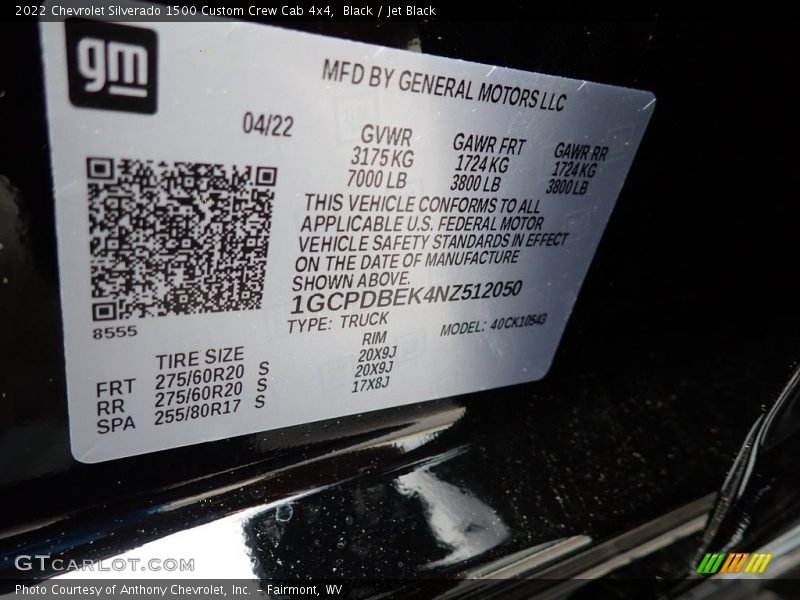 2022 Chevrolet Silverado 1500 Custom Crew Cab 4x4, Black / Jet Black
gm
MFD BY GENERAL MOTORS LLC
04/22
GVWR GAWR FRT GAWR RR
3175 KG 1724 KG 1724 KG
7000 LB 3800 LB 3800 LB
THIS VEHICLE CONFORMS TO ALL
APPLICABLE U.S. FEDERAL MOTOR
VEHICLE SAFETY STANDARDS IN EFFECT
ON THE DATE OF MANUFACTURE
SHOWN ABOVE.
1GCPDBEK4NZ512050
TYPE: TRUCK MODEL: 40CK10543
8555
TIRE SIZE RIM
FRT 275/60R20 S 20X9J
RR 275/60R20 S 20X9J
SPA 255/80R17 S 17X8J
GTCARLOT.COM
Photo Courtesy of Anthony Chevrolet, Inc. – Fairmont, WV